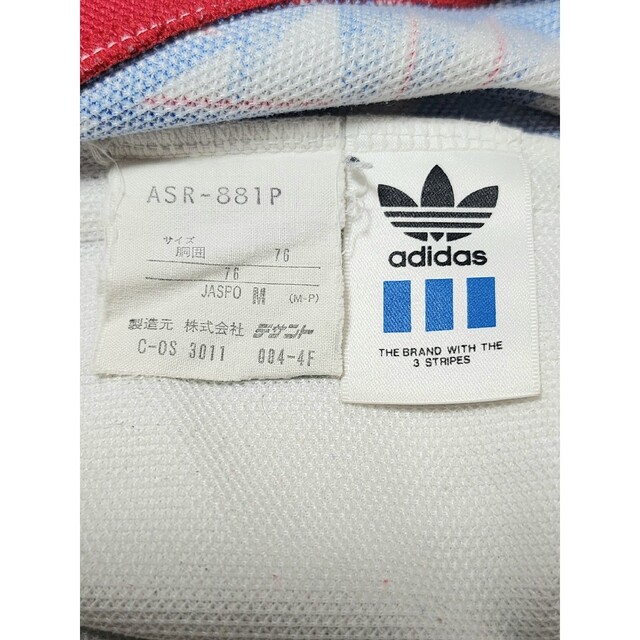 ASR-881P
サイズ
胴囲 76
76
JASPO M (M-P)
製造元 株式会社 デサント
C-OS 3011 004-4F
adidas
THE BRAND WITH THE
3 STRIPES